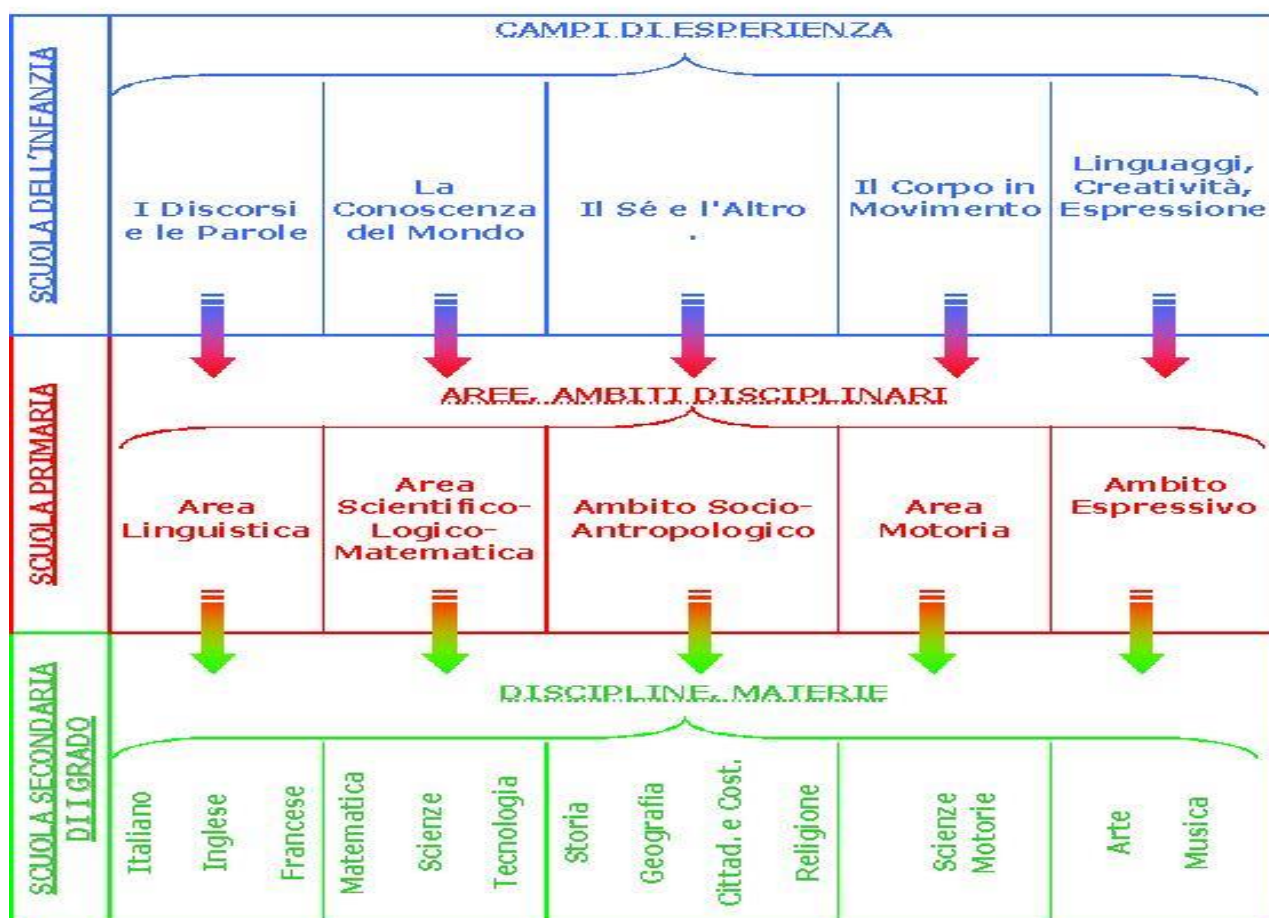 SCUOLA DELL'INFANZIA
CAMPI DI ESPERIENZA
I Discorsi
e le Parole
La
Conoscenza
del Mondo
Il Sé e l'Altro
.
Il Corpo in
Movimento
Linguaggi,
Creatività,
Espressione
SCUOLA PRIMARIA
AREE, AMBITI DISCIPLINARI
Area
Linguistica
Area
Scientifico-
Logico-
Matematica
Ambito Socio-
Antropologico
Area
Motoria
Ambito
Espressivo
SCUOLA SECONDARIA
DI I GRADO
DISCIPLINE, MATERIE
Italiano
Inglese
Francese
Matematica
Scienze
Tecnologia
Storia
Geografia
Cittad. e Cost.
Religione
Scienze
Motorie
Arte
Musica